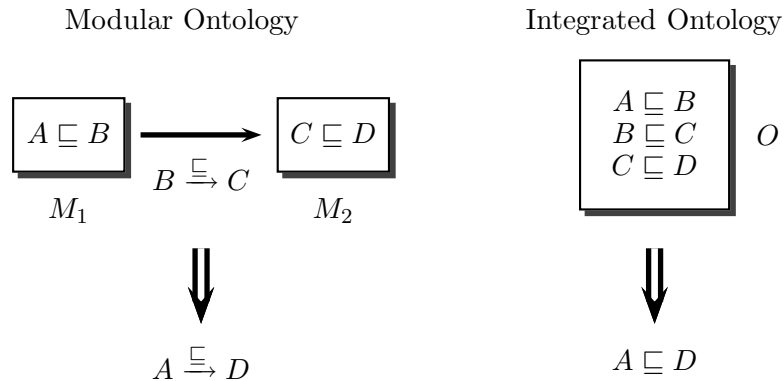 Modular Ontology
A ⊑ B
C ⊑ D
B ⊑⟶ C
M₁
M₂
A ⊑⟶ D
Integrated Ontology
A ⊑ B
B ⊑ C
C ⊑ D
O
A ⊑ D